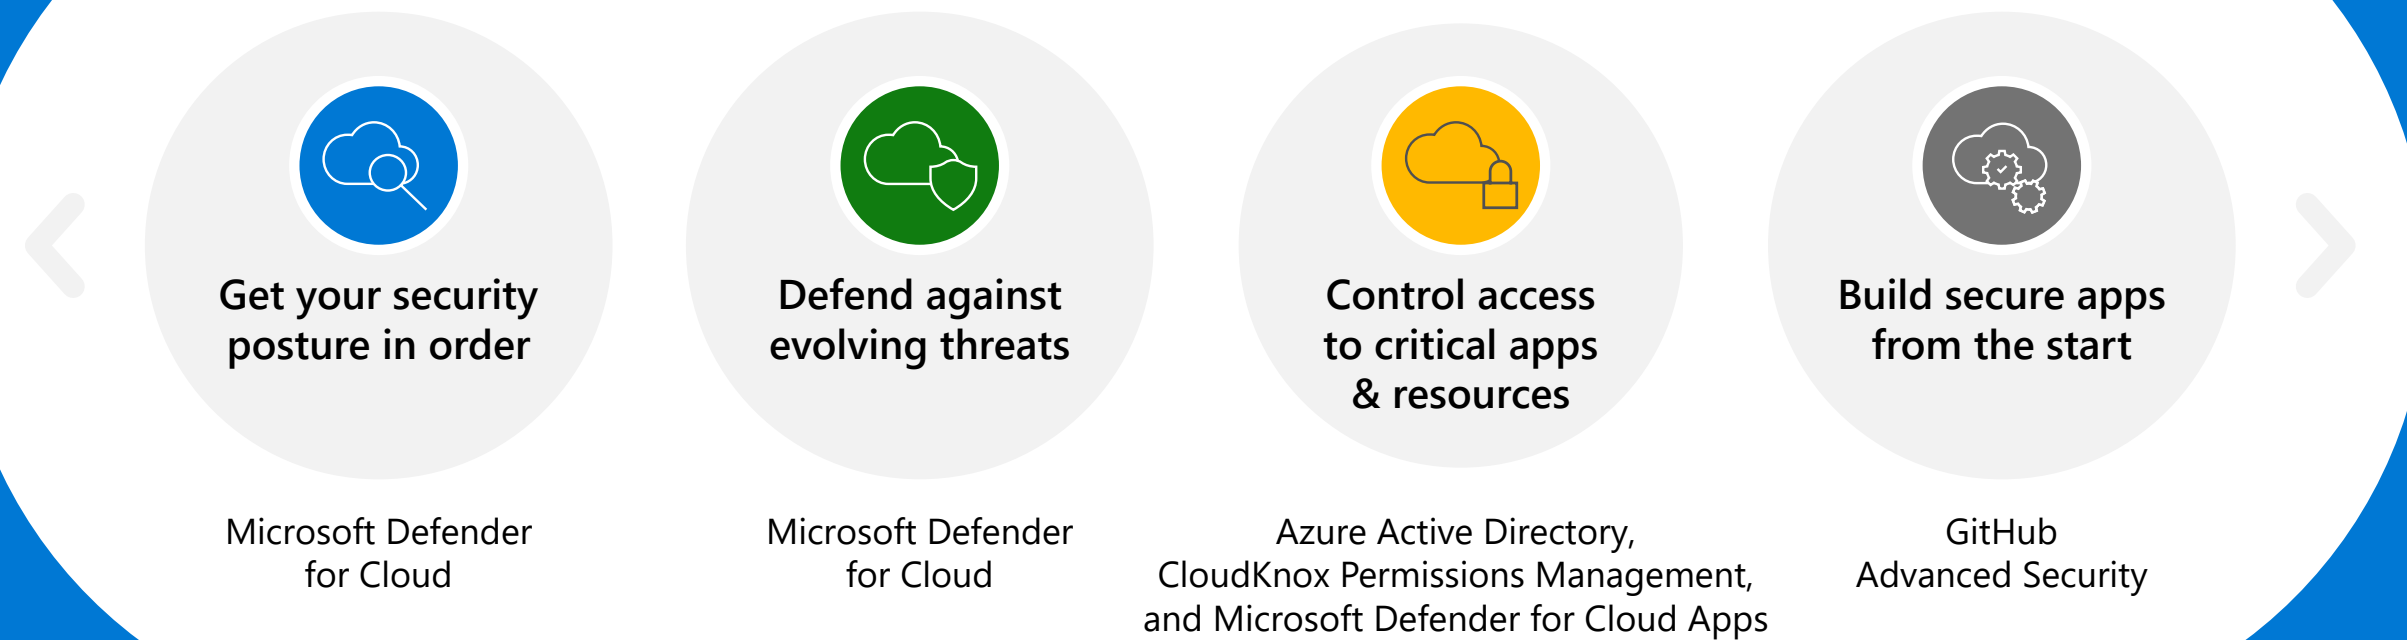 Get your security
posture in order
Microsoft Defender
for Cloud
Defend against
evolving threats
Microsoft Defender
for Cloud
Control access
to critical apps
& resources
Azure Active Directory,
CloudKnox Permissions Management,
and Microsoft Defender for Cloud Apps
Build secure apps
from the start
GitHub
Advanced Security